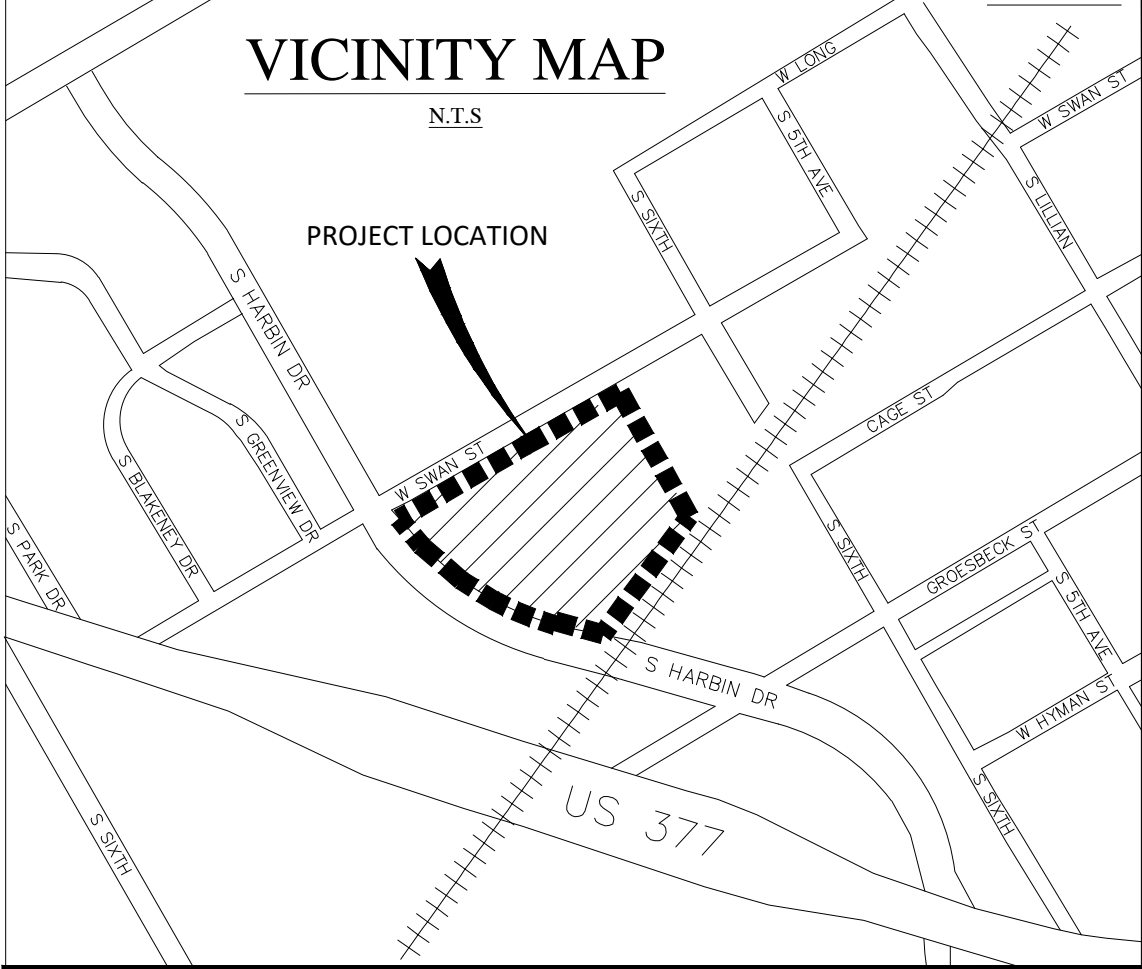 VICINITY MAP
N.T.S
W LONG
S 5TH AVE
W SWAN ST
S SIXTH
S LILLIAN
PROJECT LOCATION
S HARBIN DR
CAGE ST
S GREENVIEW DR
W SWAN ST
S BLAKENEY DR
S PARK DR
S SIXTH
GROESBECK ST
S 5TH AVE
S HARBIN DR
W HYMAN ST
US 377
S SIXTH
S SIXTH